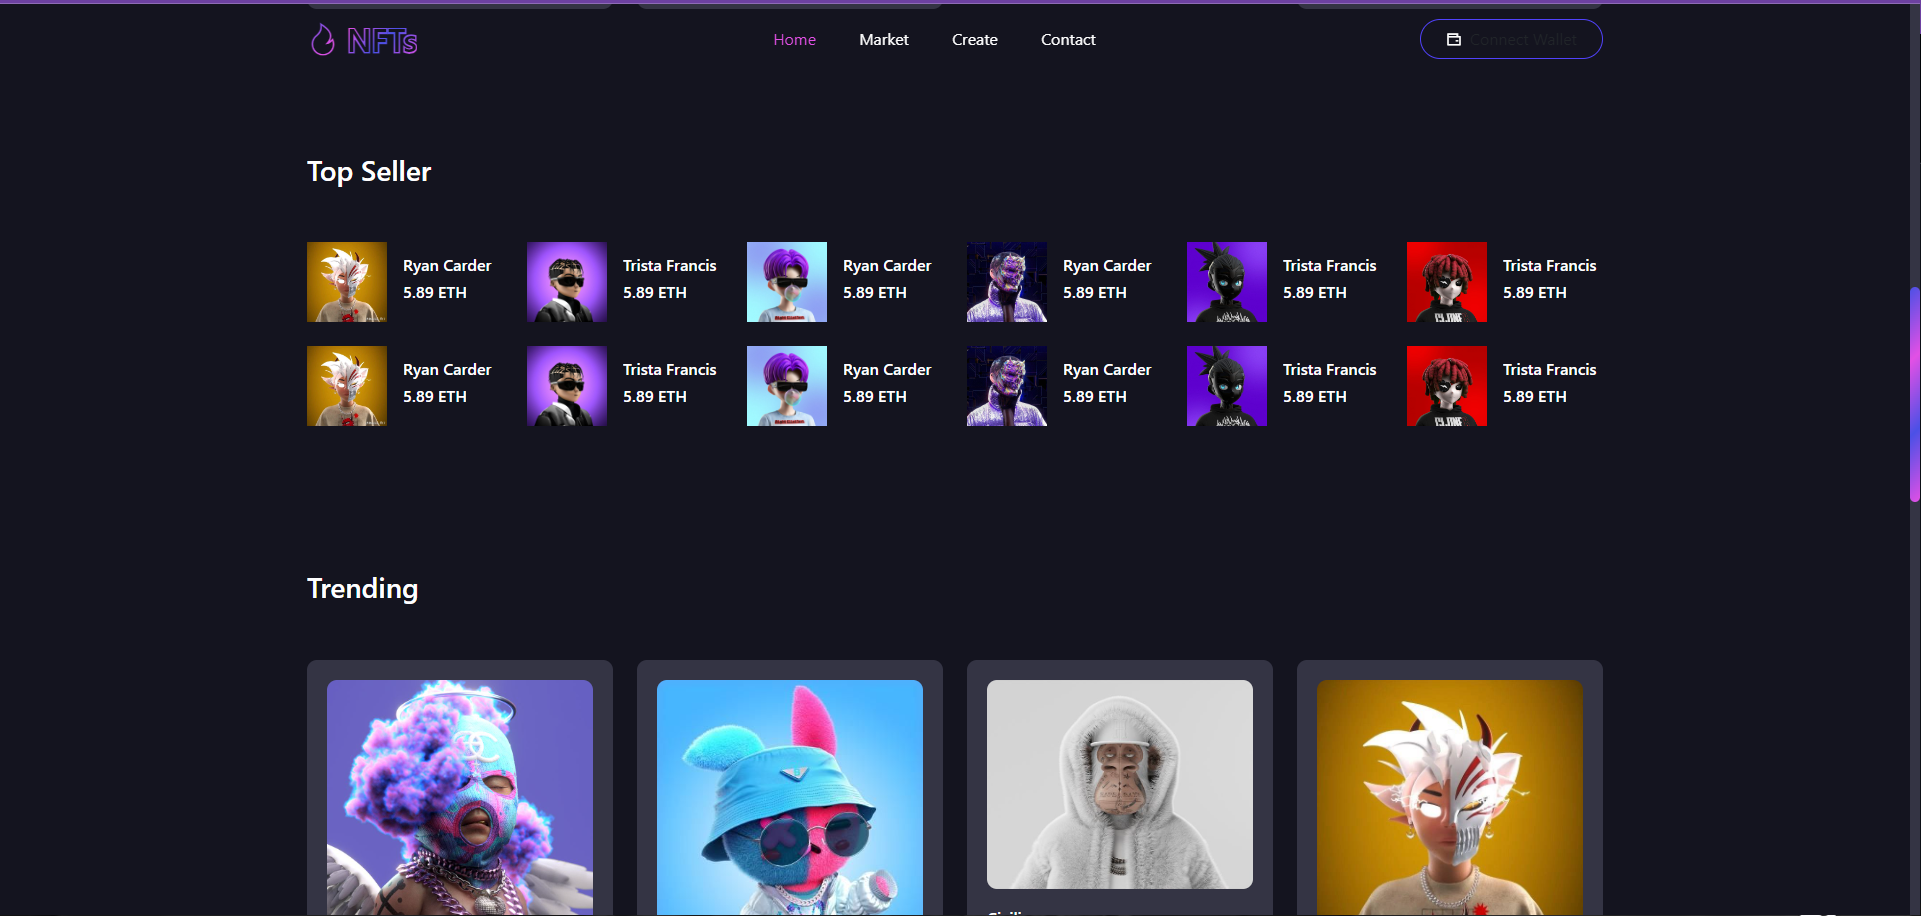 NFTs
Home
Market
Create
Contact
Connect Wallet
Top Seller
Ryan Carder
5.89 ETH
Trista Francis
5.89 ETH
Ryan Carder
5.89 ETH
Ryan Carder
5.89 ETH
Trista Francis
5.89 ETH
Trista Francis
5.89 ETH
Ryan Carder
5.89 ETH
Trista Francis
5.89 ETH
Ryan Carder
5.89 ETH
Ryan Carder
5.89 ETH
Trista Francis
5.89 ETH
Trista Francis
5.89 ETH
Trending